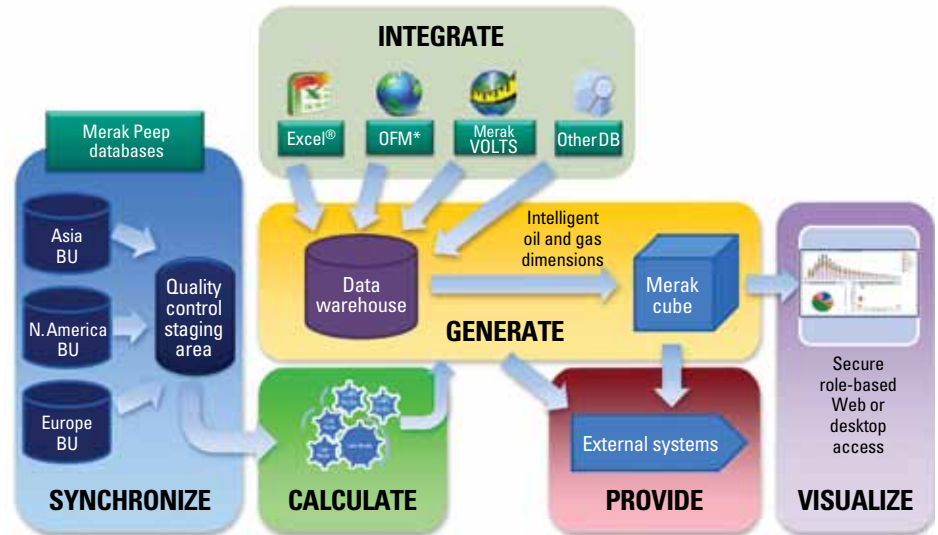 INTEGRATE
Excel®
OFM*
Merak
VOLTS
Other DB
Merak Peep
databases
Asia
BU
N. America
BU
Europe
BU
Quality
control
staging
area
SYNCHRONIZE
Data
warehouse
Intelligent
oil and gas
dimensions
Merak
cube
GENERATE
CALCULATE
External systems
PROVIDE
Secure
role-based
Web or
desktop
access
VISUALIZE